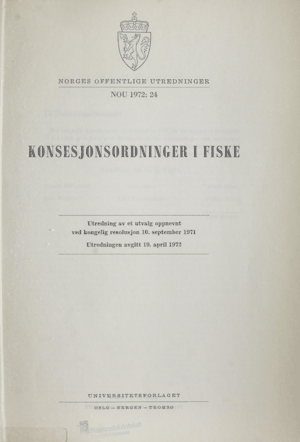 NORGES OFFENTLIGE UTREDNINGER
NOU 1972: 24
KONSESJONSORDNINGER I FISKE
Utredning av et utvalg oppnevnt
ved kongelig resolusjon 10. september 1971
Utredningen avgitt 19. april 1972
UNIVERSITETSFORLAGET
OSLO – BERGEN – TROMSØ